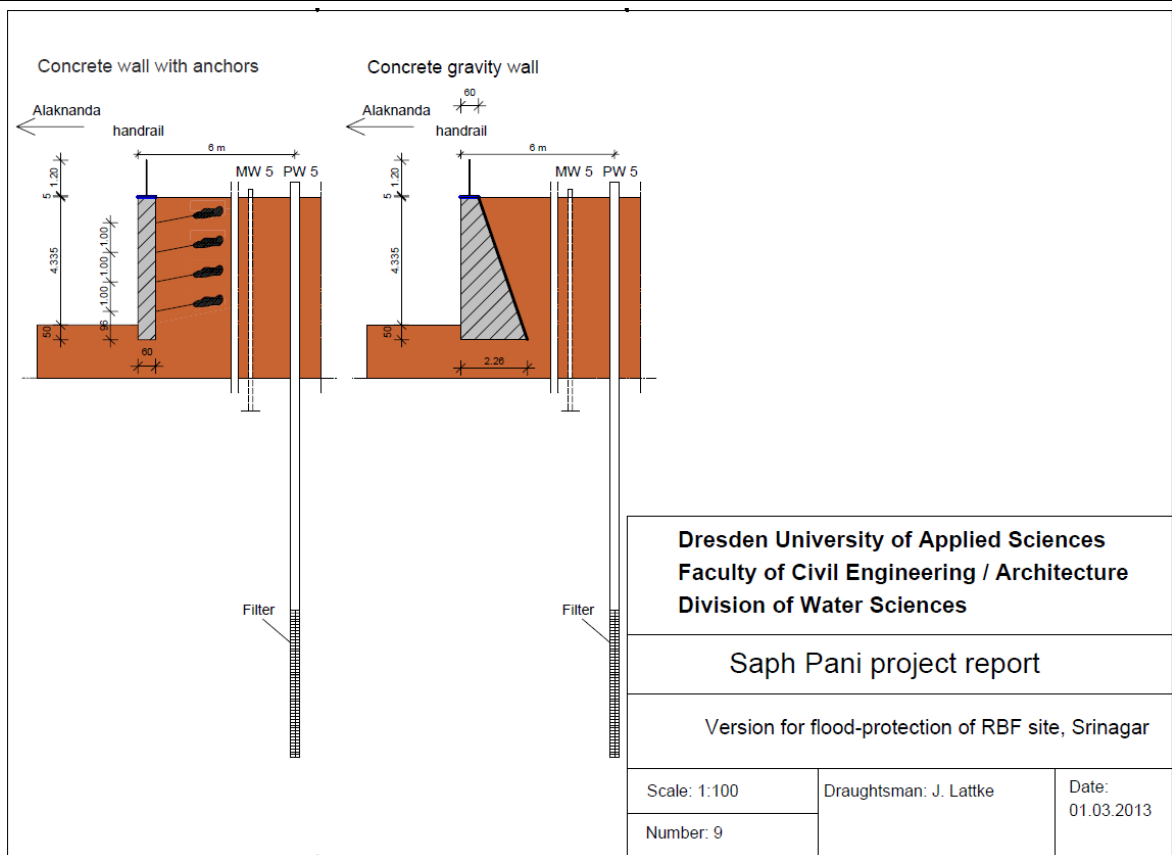 Concrete wall with anchors
Alaknanda
handrail
6 m
MW 5 PW 5
1.20
5
4.335
50
1.00
1.00
1.00
96
60
Filter
Concrete gravity wall
60
Alaknanda
handrail
6 m
MW 5 PW 5
1.20
5
4.335
50
2.26
Filter
Dresden University of Applied Sciences
Faculty of Civil Engineering / Architecture
Division of Water Sciences
Saph Pani project report
Version for flood-protection of RBF site, Srinagar
Scale: 1:100
Number: 9
Draughtsman: J. Lattke
Date:
01.03.2013